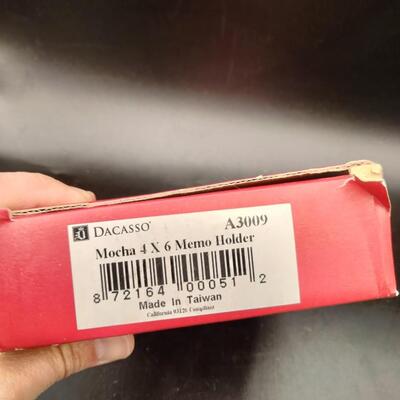 DACASSO A3009
Mocha 4 X 6 Memo Holder
8 72164 00051 2
Made In Taiwan
California 93120 Compliant